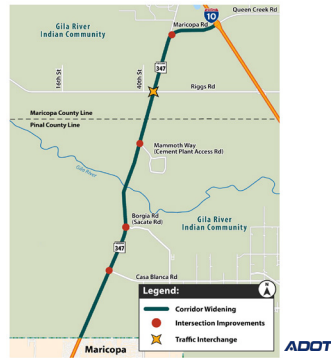 Queen Creek Rd
10
Gila River
Indian Community
Maricopa Rd
347
16th St
40th St
Riggs Rd
Maricopa County Line
Pinal County Line
Mammoth Way
(Cement Plant Access Rd)
Gila River
Borgia Rd
(Sacate Rd)
Gila River
Indian Community
347
Casa Blanca Rd
Legend:
N
Corridor Widening
Intersection Improvements
Traffic Interchange
Maricopa
ADOT